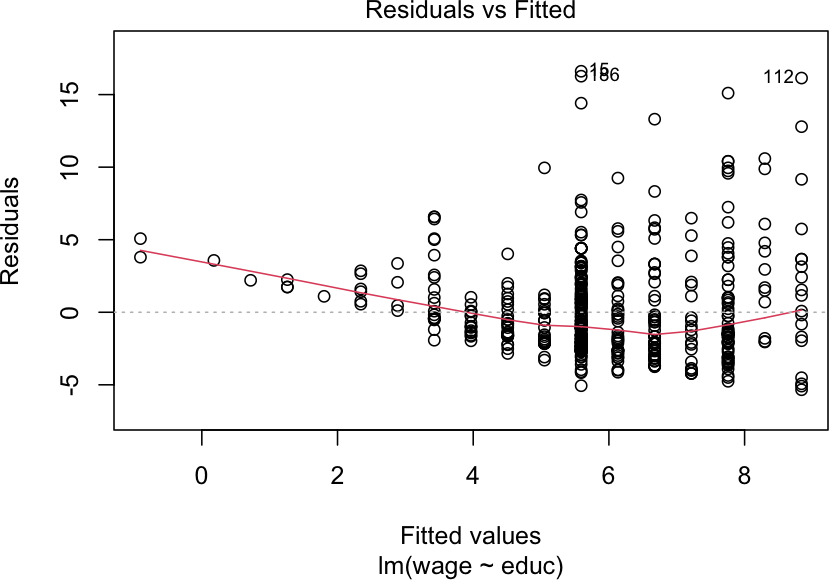 Residuals vs Fitted
Residuals
15
10
5
0
-5
15
186
112
0 2 4 6 8
Fitted values
lm(wage ~ educ)